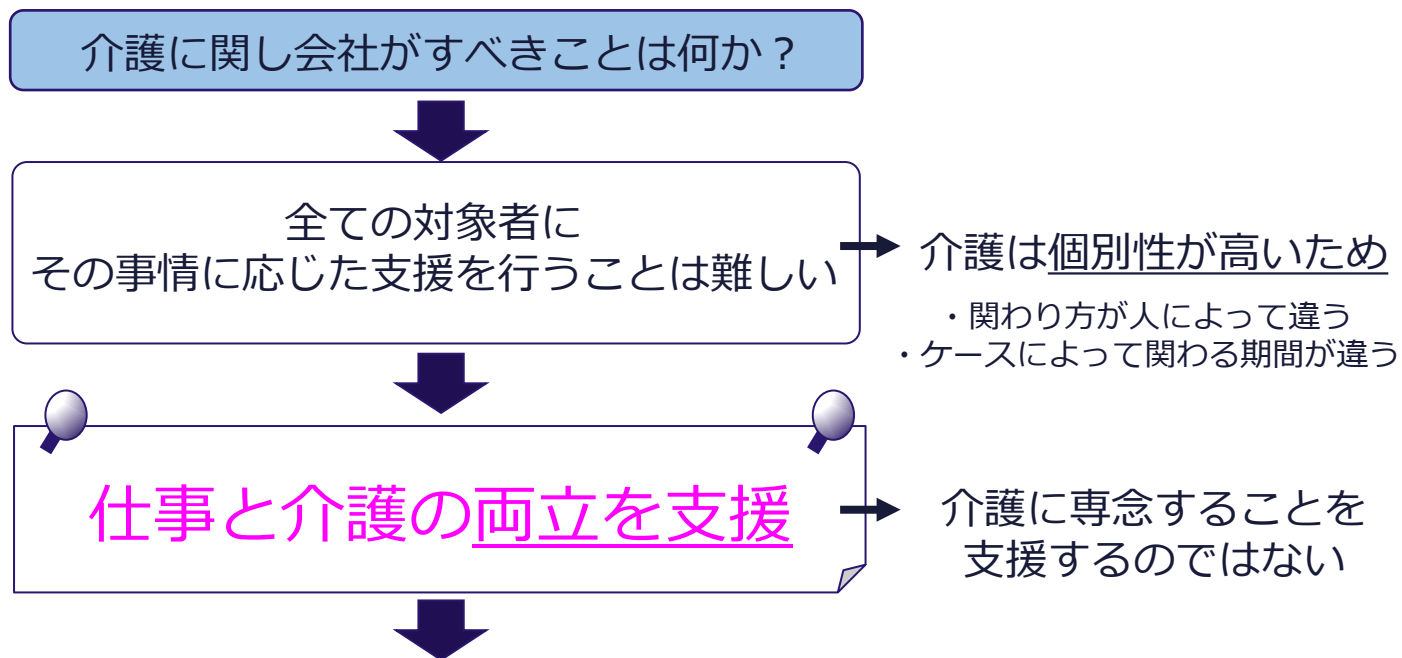 介護に関し会社がすべきことは何か？
全ての対象者に
その事情に応じた支援を行うことは難しい
介護は個別性が高いため
・関わり方が人によって違う
・ケースによって関わる期間が違う
仕事と介護の両立を支援
介護に専念することを
支援するのではない